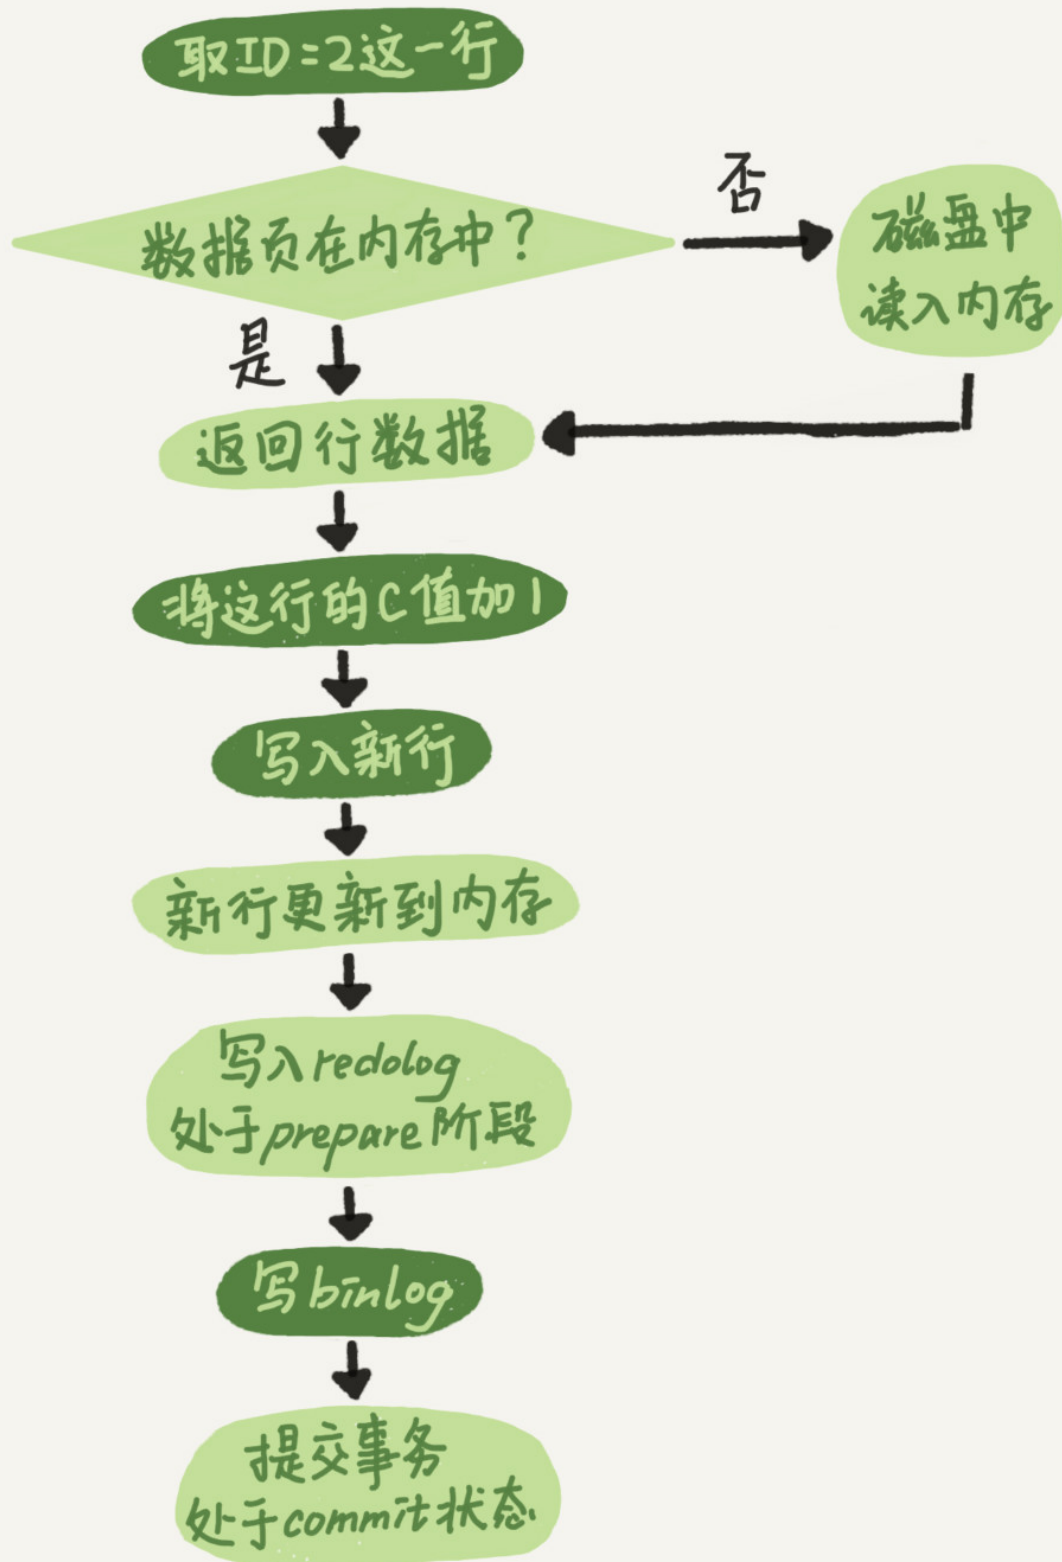 取ID=2这一行
数据页在内存中？
否
磁盘中
读入内存
是
返回行数据
将这行的C值加1
写入新行
新行更新到内存
写入redolog
处于prepare阶段
写binlog
提交事务
处于commit状态